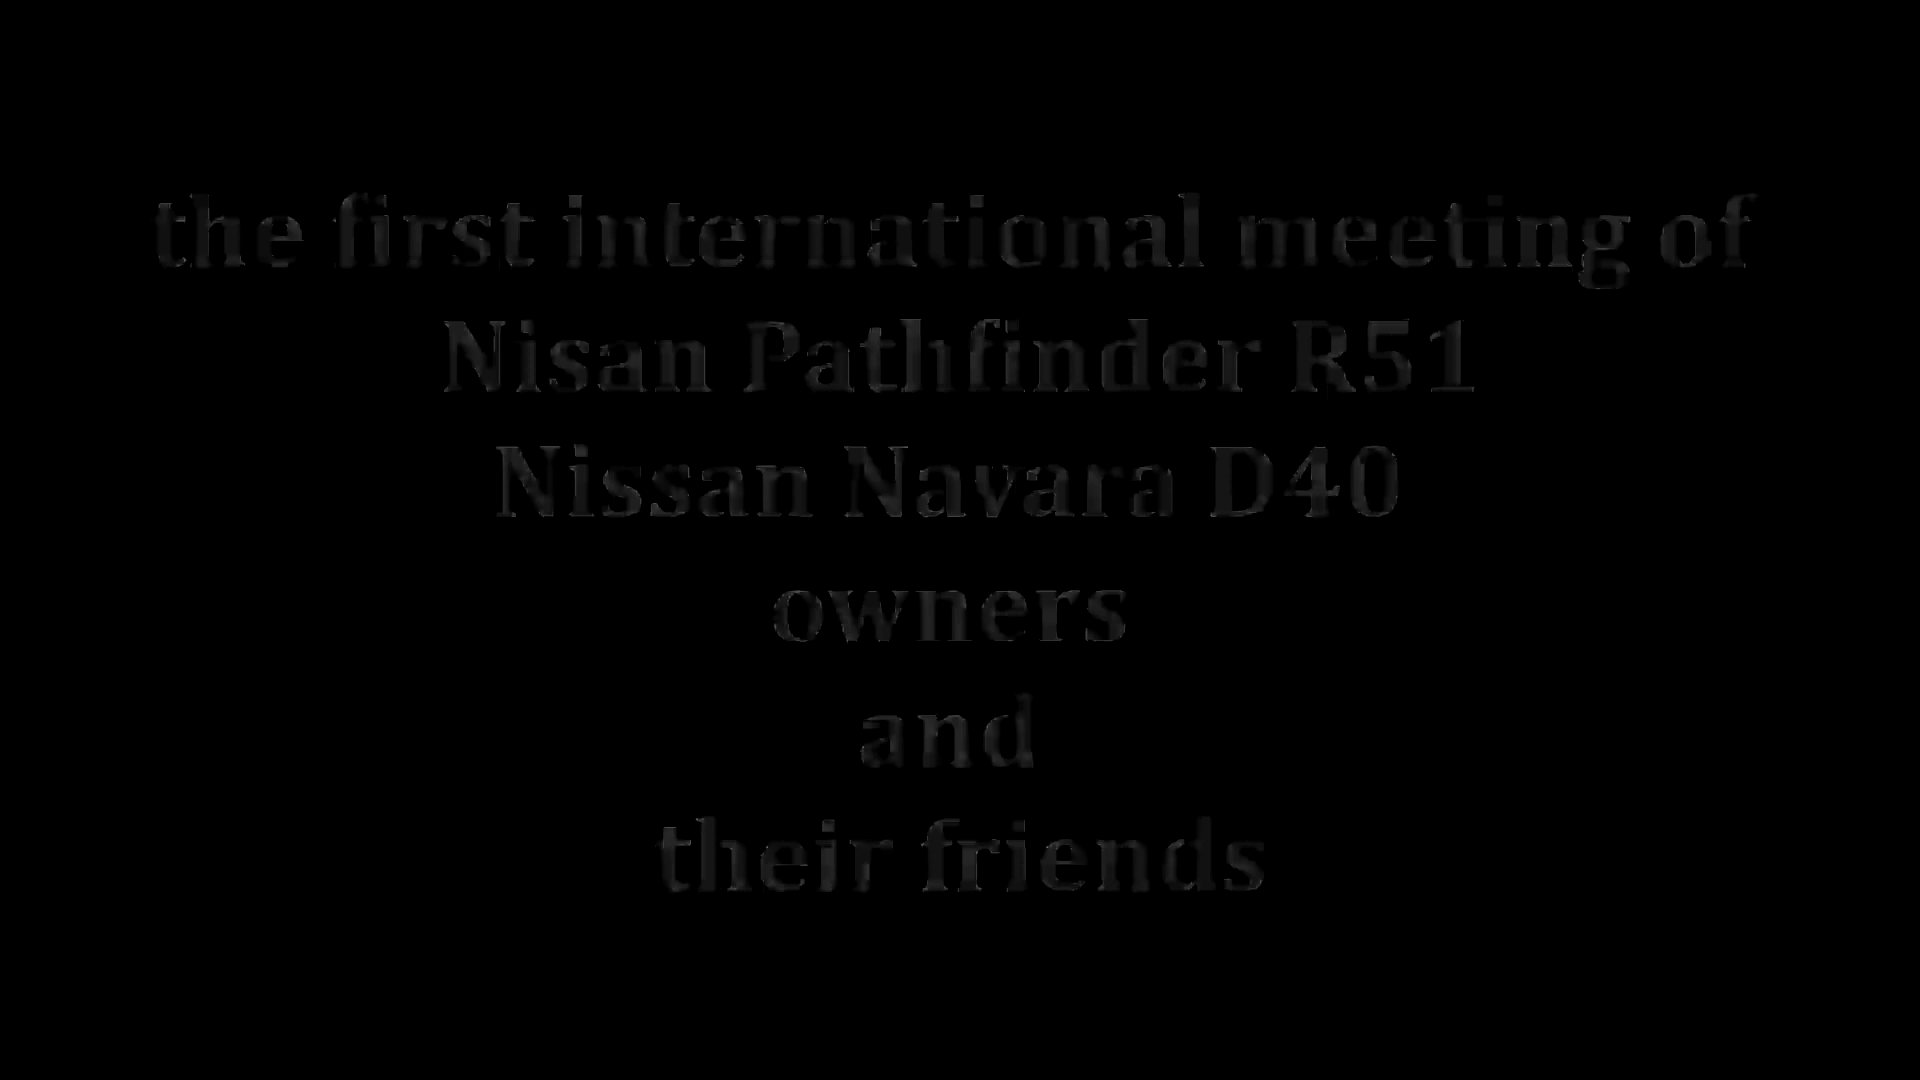 the first international meeting of
Nisan Pathfinder R51
Nissan Navara D40
owners
and
their friends